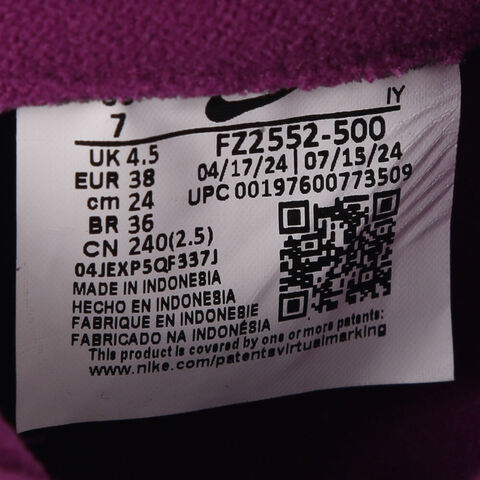 IY
7
FZ2552-500
UK 4.5
04/17/24 | 07/15/24
EUR 38
UPC 00197600773509
cm 24
BR 36
CN 240(2.5)
04JEXP5QF337J
MADE IN INDONESIA
HECHO EN INDONESIA
FABRIQUE EN INDONESIE
FABRICADO NA INDONÉSIA
This product is covered by one or more patents:
www.nike.com/patentsvirtualmarking